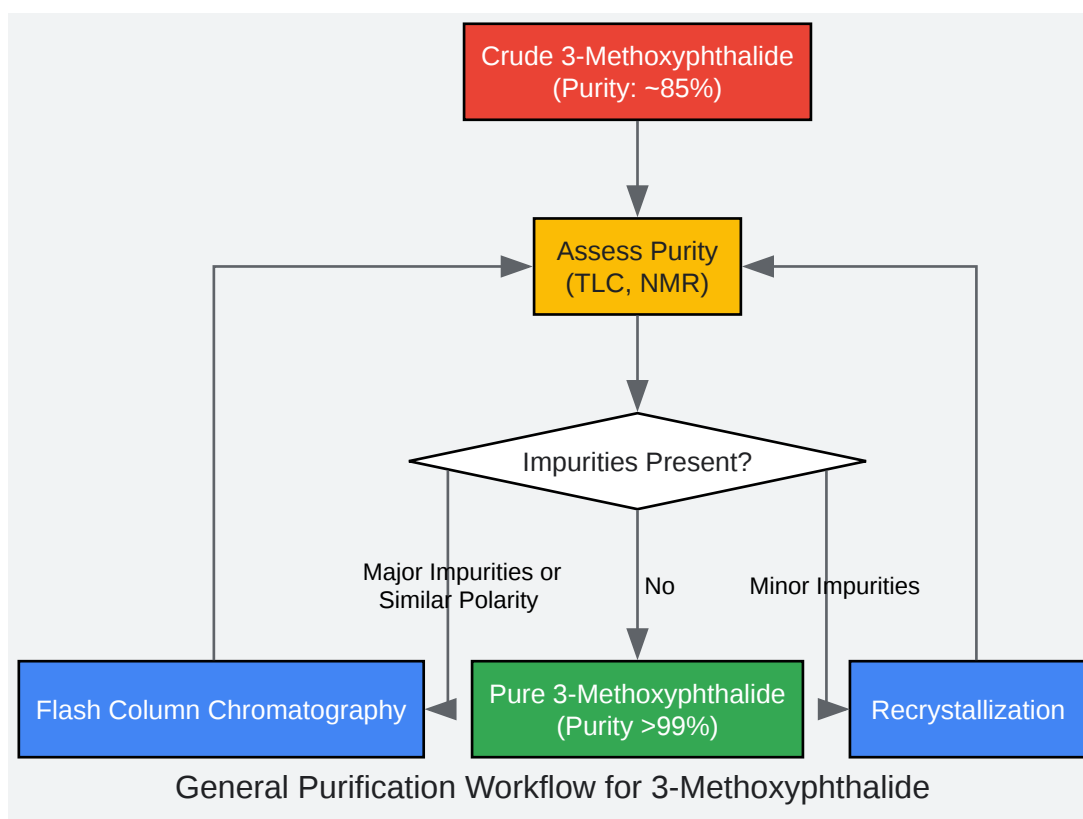 Crude 3-Methoxyphthalide
(Purity: ~85%)
Assess Purity
(TLC, NMR)
Impurities Present?
Major Impurities or
Similar Polarity
No
Minor Impurities
Flash Column Chromatography
Pure 3-Methoxyphthalide
(Purity >99%)
Recrystallization
General Purification Workflow for 3-Methoxyphthalide